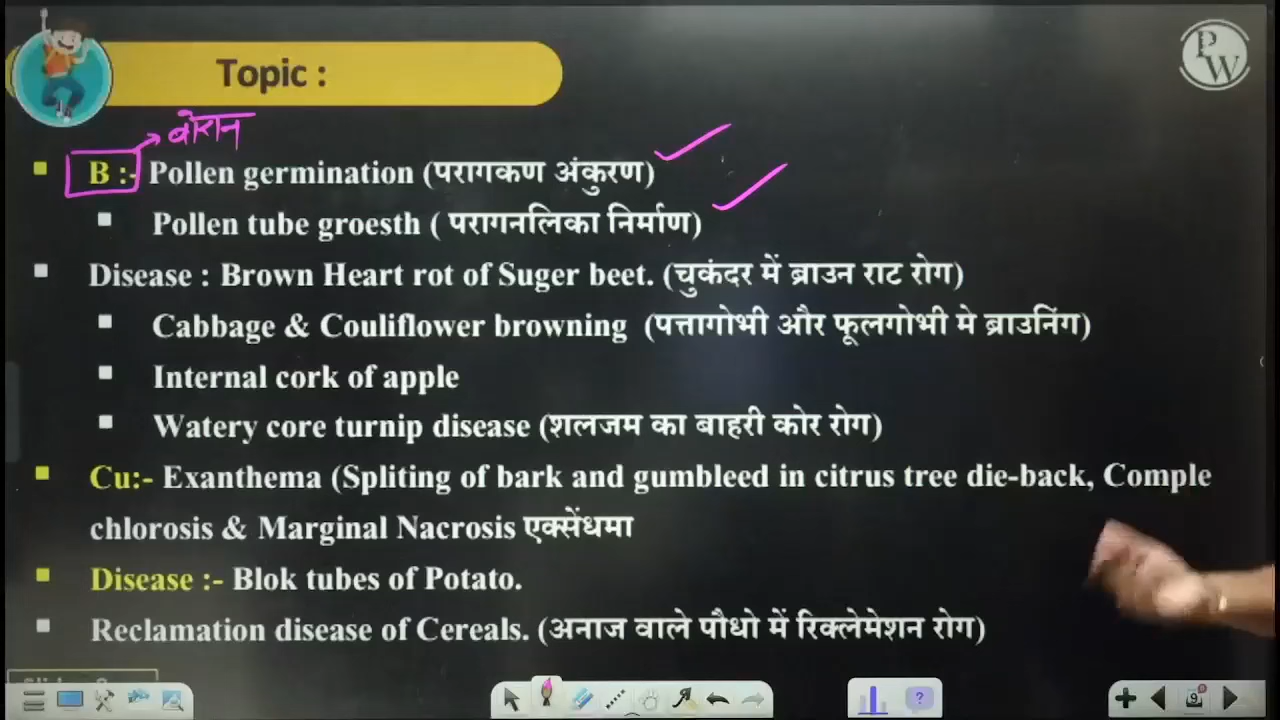 Topic :
PW
बोरान
B :- Pollen germination (परागकण अंकुरण)
Pollen tube groesth ( परागनलिका निर्माण)
Disease : Brown Heart rot of Suger beet. (चुकंदर में ब्राउन राट रोग)
Cabbage & Couliflower browning (पत्तागोभी और फूलगोभी मे ब्राउनिंग)
Internal cork of apple
Watery core turnip disease (शलजम का बाहरी कोर रोग)
Cu:- Exanthema (Spliting of bark and gumbleed in citrus tree die-back, Comple
chlorosis & Marginal Nacrosis एक्सेंथमा
Disease :- Blok tubes of Potato.
Reclamation disease of Cereals. (अनाज वाले पौधो में रिक्लेमेशन रोग)